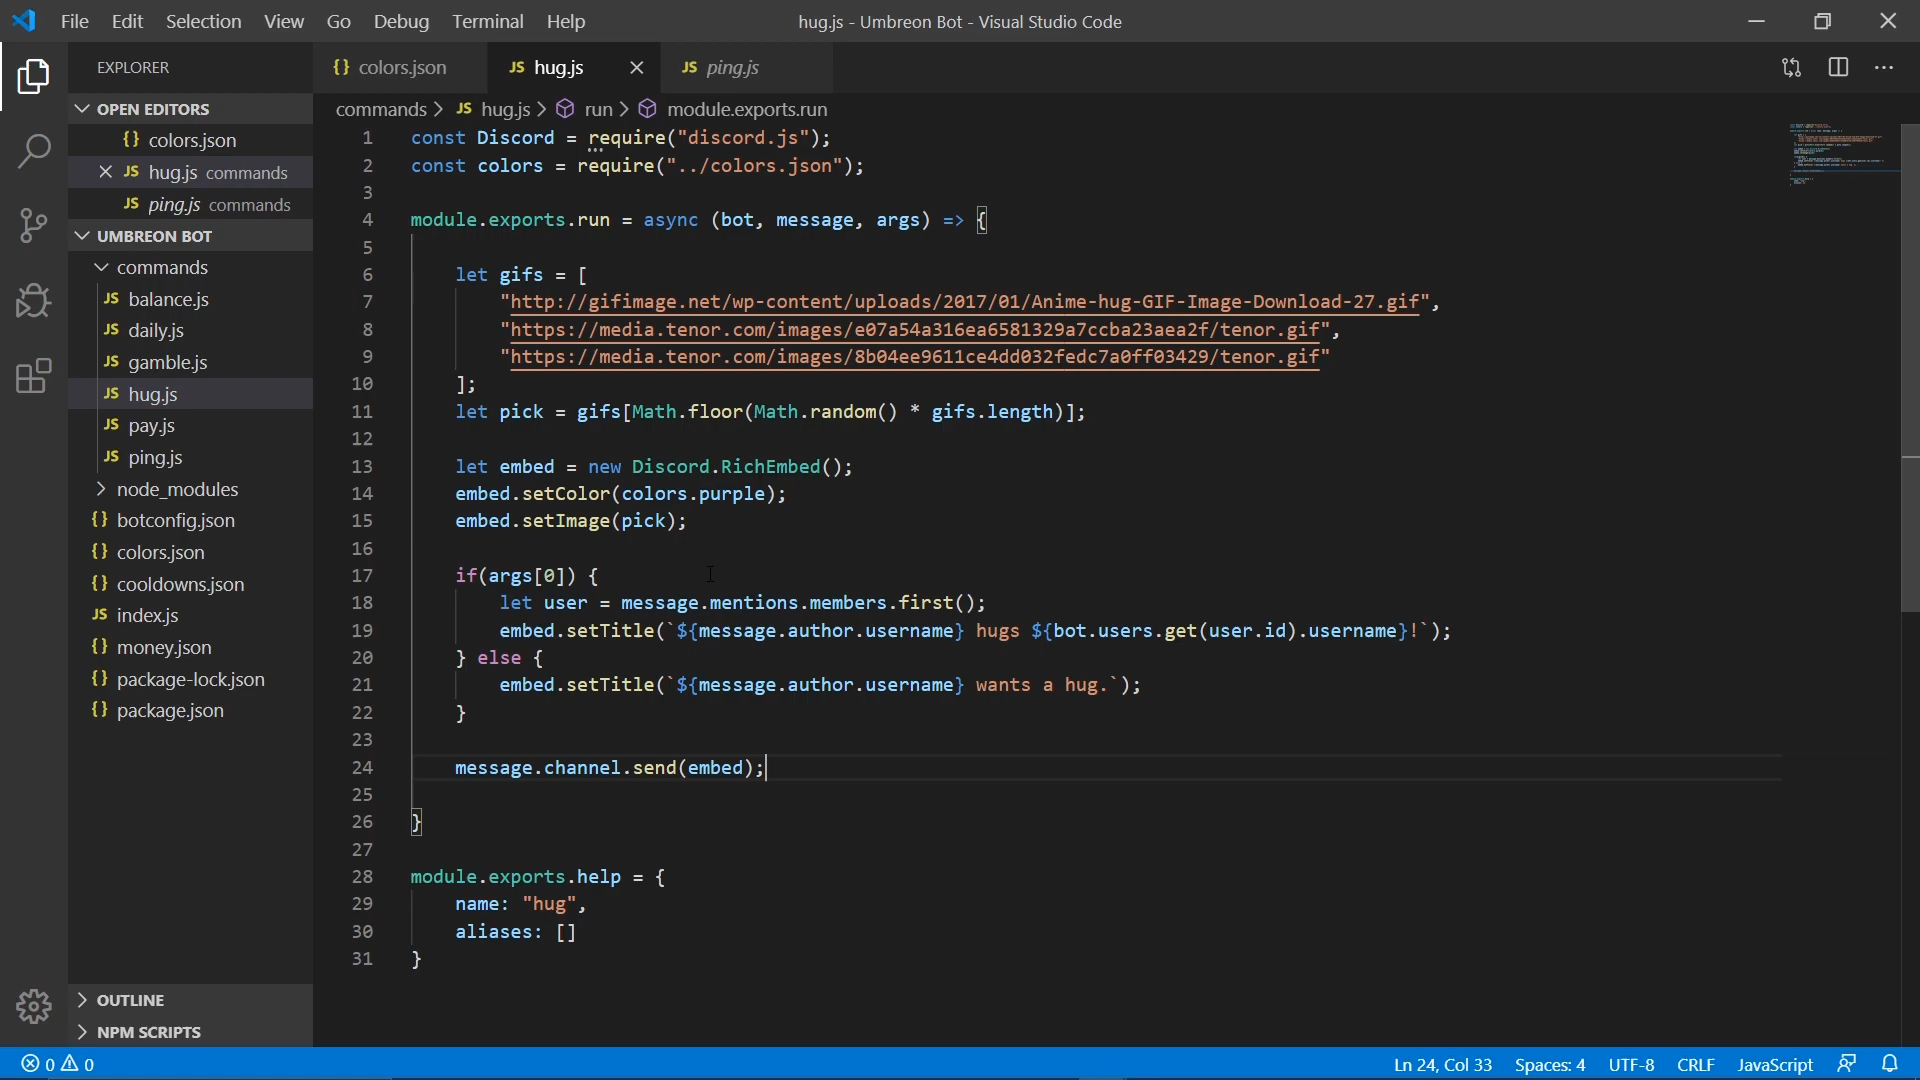 File Edit Selection View Go Debug Terminal Help hug.js - Umbreon Bot - Visual Studio Code
EXPLORER
OPEN EDITORS
{} colors.json
JS hug.js commands
JS ping.js commands
UMBREON BOT
commands
JS balance.js
JS daily.js
JS gamble.js
JS hug.js
JS pay.js
JS ping.js
node_modules
{} botconfig.json
{} colors.json
{} cooldowns.json
JS index.js
{} money.json
{} package-lock.json
{} package.json
OUTLINE
NPM SCRIPTS
{} colors.json JS hug.js JS ping.js
commands > JS hug.js > run > module.exports.run
1 const Discord = require("discord.js");
2 const colors = require("../colors.json");
3
4 module.exports.run = async (bot, message, args) => {
5
6 let gifs = [
7 "http://gifimage.net/wp-content/uploads/2017/01/Anime-hug-GIF-Image-Download-27.gif",
8 "https://media.tenor.com/images/e07a54a316ea6581329a7ccba23aea2f/tenor.gif",
9 "https://media.tenor.com/images/8b04ee9611ce4dd032fedc7a0ff03429/tenor.gif"
10 ];
11 let pick = gifs[Math.floor(Math.random() * gifs.length)];
12
13 let embed = new Discord.RichEmbed();
14 embed.setColor(colors.purple);
15 embed.setImage(pick);
16
17 if(args[0]) {
18 let user = message.mentions.members.first();
19 embed.setTitle(`${message.author.username} hugs ${bot.users.get(user.id).username}!`);
20 } else {
21 embed.setTitle(`${message.author.username} wants a hug.`);
22 }
23
24 message.channel.send(embed);
25
26 }
27
28 module.exports.help = {
29 name: "hug",
30 aliases: []
31 }
0 0 Ln 24, Col 33 Spaces: 4 UTF-8 CRLF JavaScript